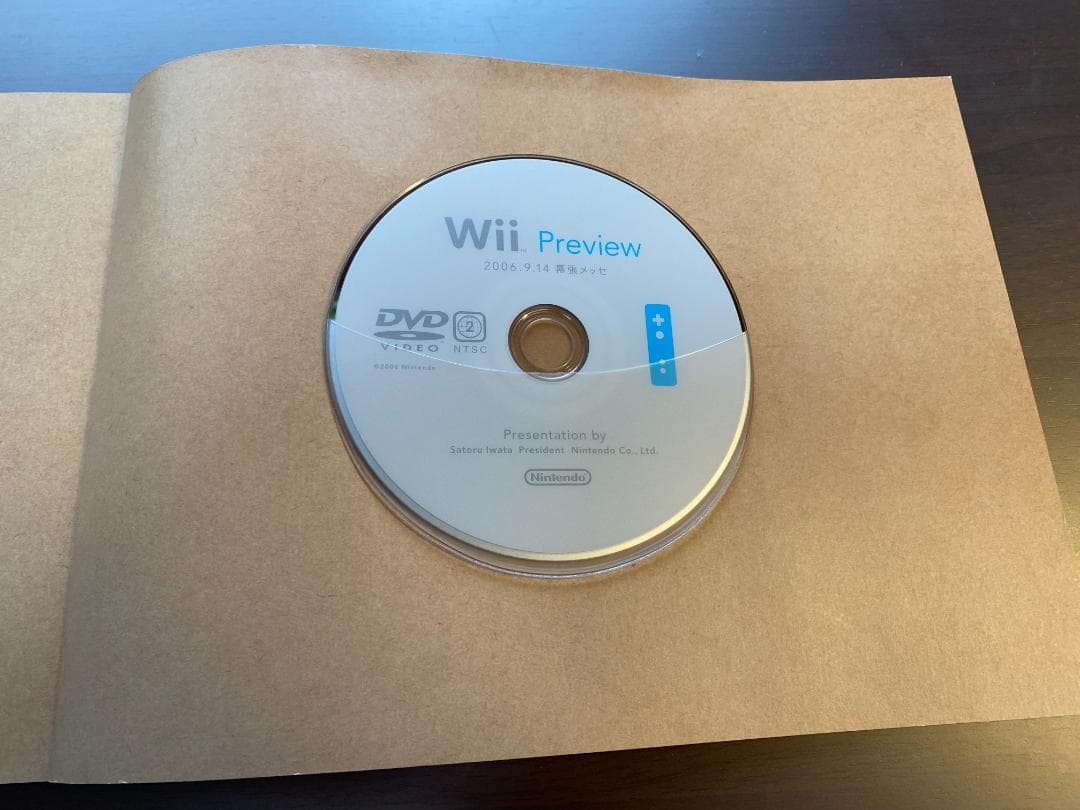 Wii™ Preview
2006.9.14 幕張メッセ
DVD
VIDEO
2
NTSC
©2006 Nintendo
Presentation by
Satoru Iwata President Nintendo Co., Ltd.
Nintendo